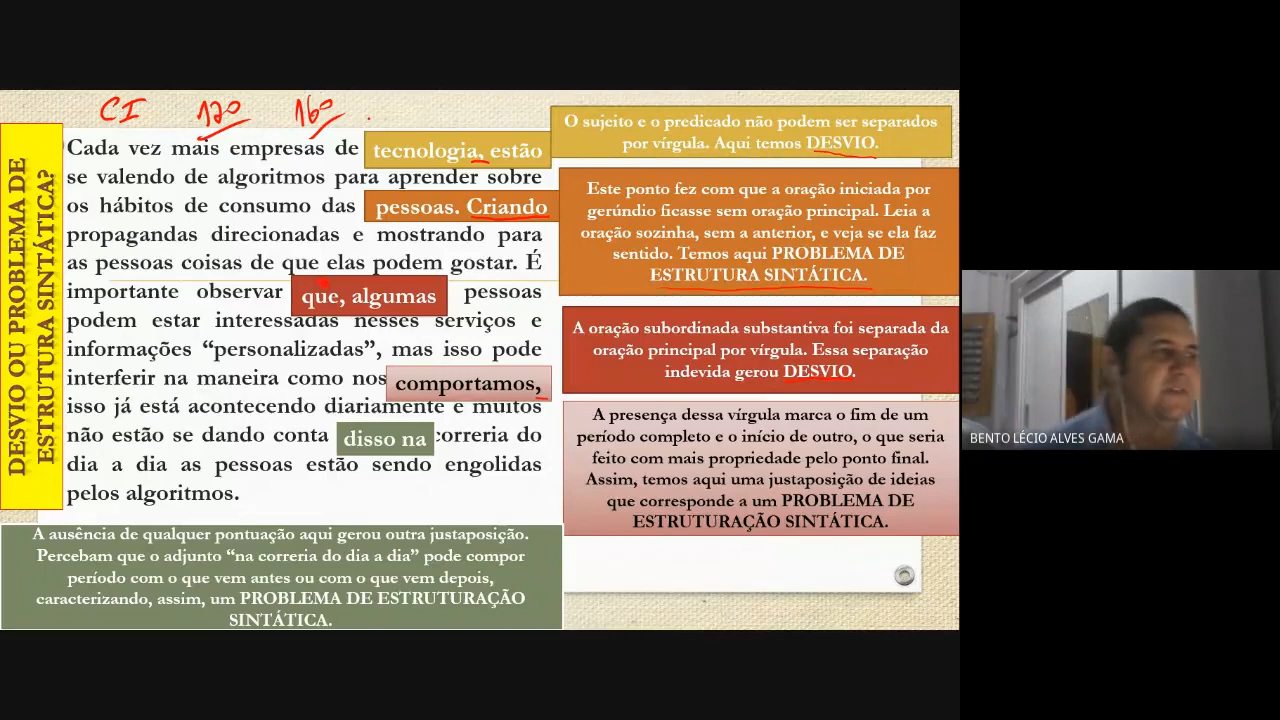 CI 120 160
DESVIO OU PROBLEMA DE
ESTRUTURA SINTÁTICA?
Cada vez mais empresas de tecnologia, estão
se valendo de algoritmos para aprender sobre
os hábitos de consumo das pessoas. Criando
propagandas direcionadas e mostrando para
as pessoas coisas de que elas podem gostar. É
importante observar que, algumas pessoas
podem estar interessadas nesses serviços e
informações “personalizadas”, mas isso pode
interferir na maneira como nos comportamos,
isso já está acontecendo diariamente e muitos
não estão se dando conta disso na correria do
dia a dia as pessoas estão sendo engolidas
pelos algoritmos.
O sujeito e o predicado não podem ser separados
por vírgula. Aqui temos DESVIO.
Este ponto fez com que a oração iniciada por
gerúndio ficasse sem oração principal. Leia a
oração sozinha, sem a anterior, e veja se ela faz
sentido. Temos aqui PROBLEMA DE
ESTRUTURA SINTÁTICA.
A oração subordinada substantiva foi separada da
oração principal por vírgula. Essa separação
indevida gerou DESVIO.
A presença dessa vírgula marca o fim de um
período completo e o início de outro, o que seria
feito com mais propriedade pelo ponto final.
Assim, temos aqui uma justaposição de ideias
que corresponde a um PROBLEMA DE
ESTRUTURAÇÃO SINTÁTICA.
A ausência de qualquer pontuação aqui gerou outra justaposição.
Percebam que o adjunto “na correria do dia a dia” pode compor
período com o que vem antes ou com o que vem depois,
caracterizando, assim, um PROBLEMA DE ESTRUTURAÇÃO
SINTÁTICA.
BENTO LÉCIO ALVES GAMA